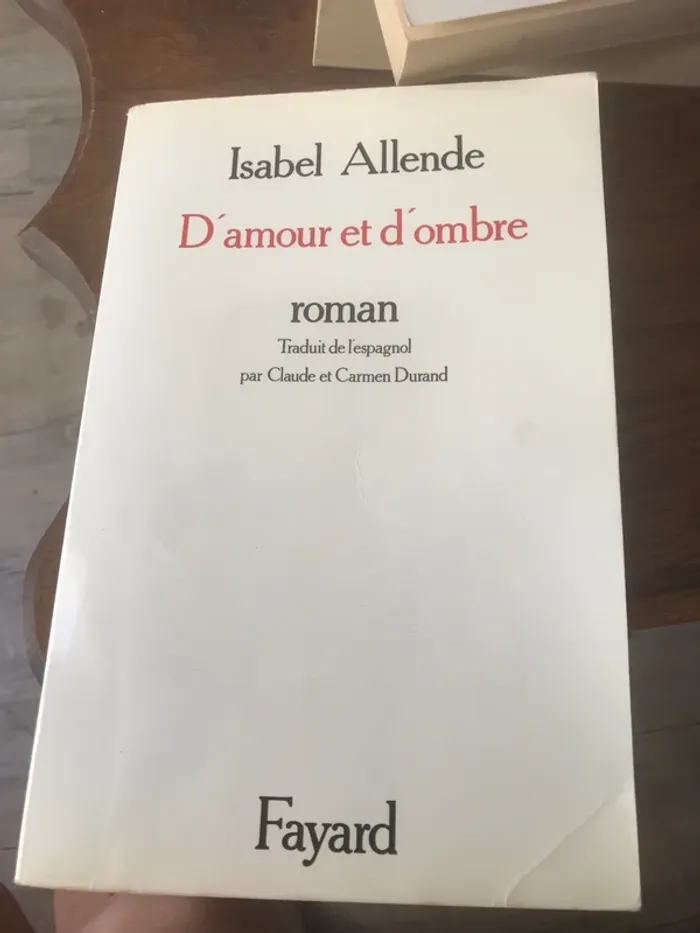 Isabel Allende
D´amour et d´ombre
roman
Traduit de l'espagnol
par Claude et Carmen Durand
Fayard